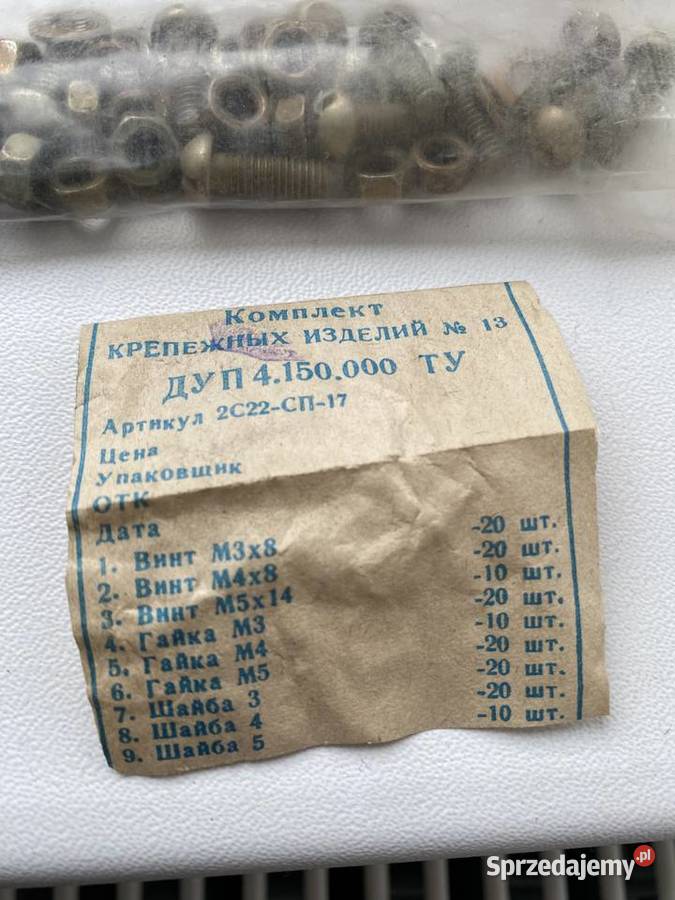 Комплект
крепежных изделий № 13
ДУП 4.150.000 ТУ
Артикул 2С22-СП-17
Цена
Упаковщик
ОТК
Дата
1. Винт М3х8 -20 шт.
2. Винт М4х8 -20 шт.
3. Винт М5х14 -10 шт.
4. Гайка М3 -20 шт.
5. Гайка М4 -10 шт.
6. Гайка М5 -20 шт.
7. Шайба 3 -20 шт.
8. Шайба 4 -20 шт.
9. Шайба 5 -10 шт.
Sprzedajemy.pl